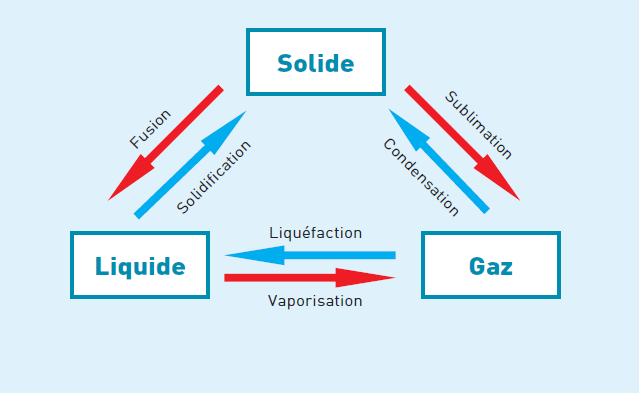 Solide
Fusion
Solidification
Sublimation
Condensation
Liquéfaction
Liquide
Gaz
Vaporisation